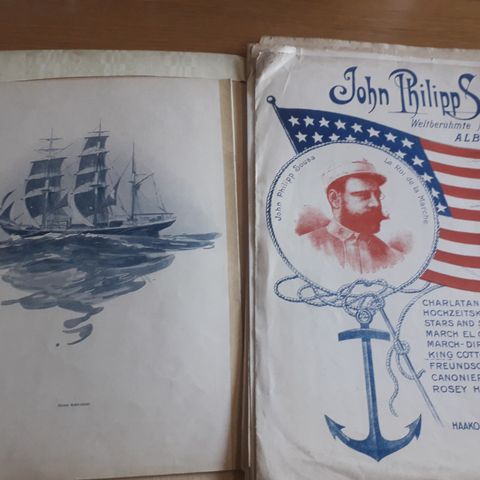 John Philipp S
Weltberühmte
ALB
John Philipp Sousa
Le Roi de la Marche
CHARLATAN
HOCHZEITSK
STARS AND S
MARCH EL C
MARCH-DIR
KING COTT
FREUNDSC
CANONIER
ROSEY H
HAAKO